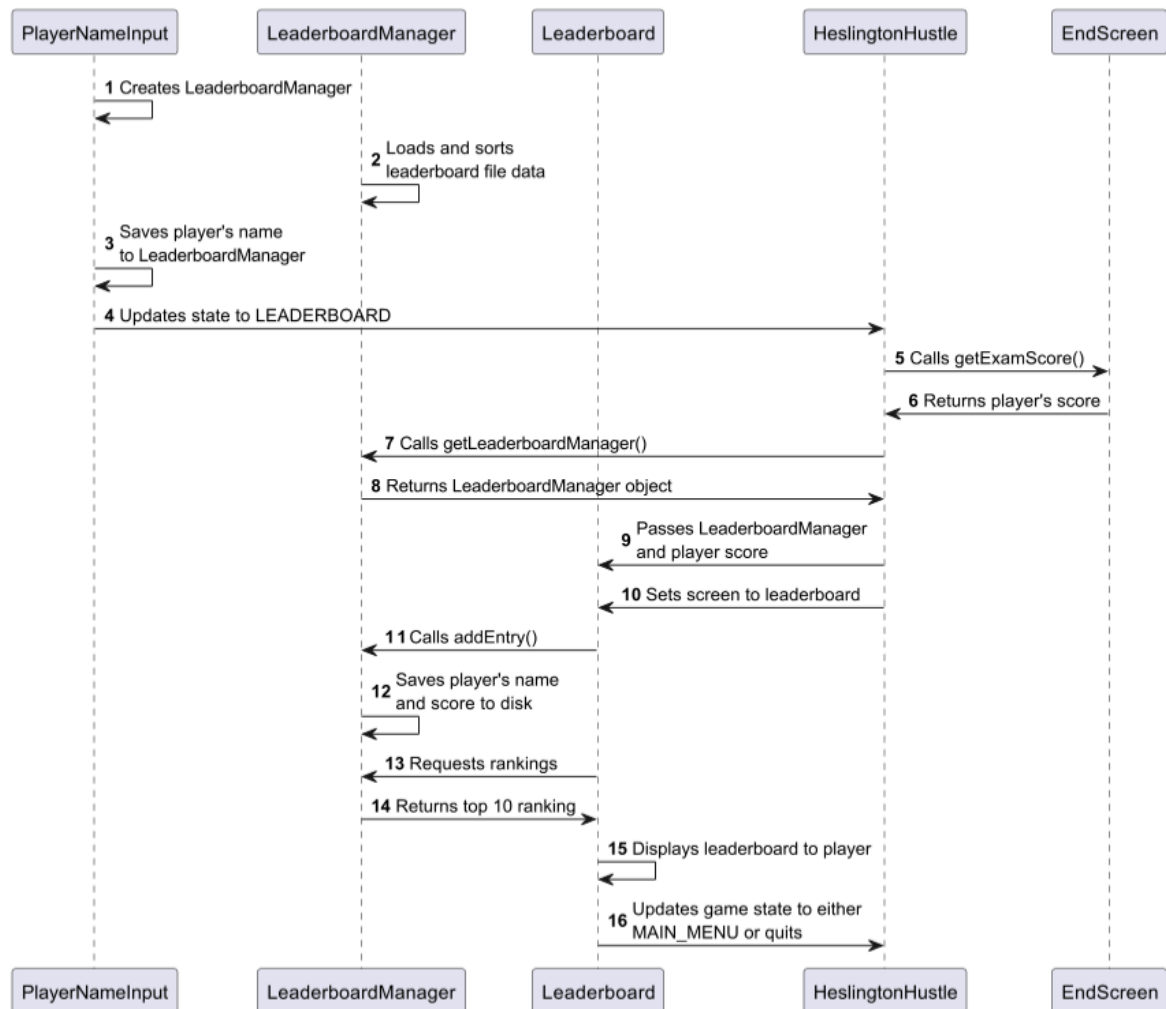 PlayerNameInput LeaderboardManager Leaderboard HeslingtonHustle EndScreen
1 Creates LeaderboardManager
2 Loads and sorts
leaderboard file data
3 Saves player's name
to LeaderboardManager
4 Updates state to LEADERBOARD
5 Calls getExamScore()
6 Returns player's score
7 Calls getLeaderboardManager()
8 Returns LeaderboardManager object
9 Passes LeaderboardManager
and player score
10 Sets screen to leaderboard
11 Calls addEntry()
12 Saves player's name
and score to disk
13 Requests rankings
14 Returns top 10 ranking
15 Displays leaderboard to player
16 Updates game state to either
MAIN_MENU or quits
PlayerNameInput LeaderboardManager Leaderboard HeslingtonHustle EndScreen